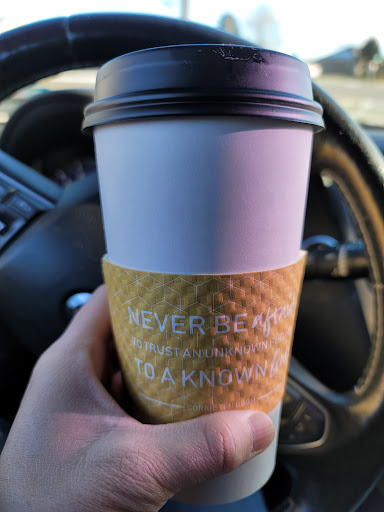 NEVER BE afraid
TO TRUST AN UNKNOWN
TO A KNOWN